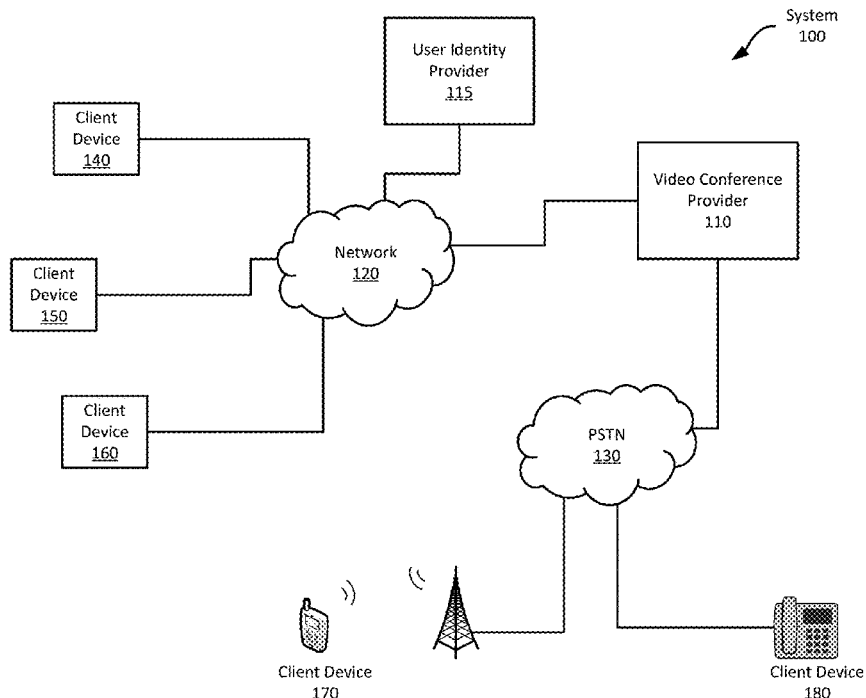 System
100
User Identity
Provider
115
Client
Device
140
Video Conference
Provider
110
Network
120
Client
Device
150
Client
Device
160
PSTN
130
Client Device
170
Client Device
180